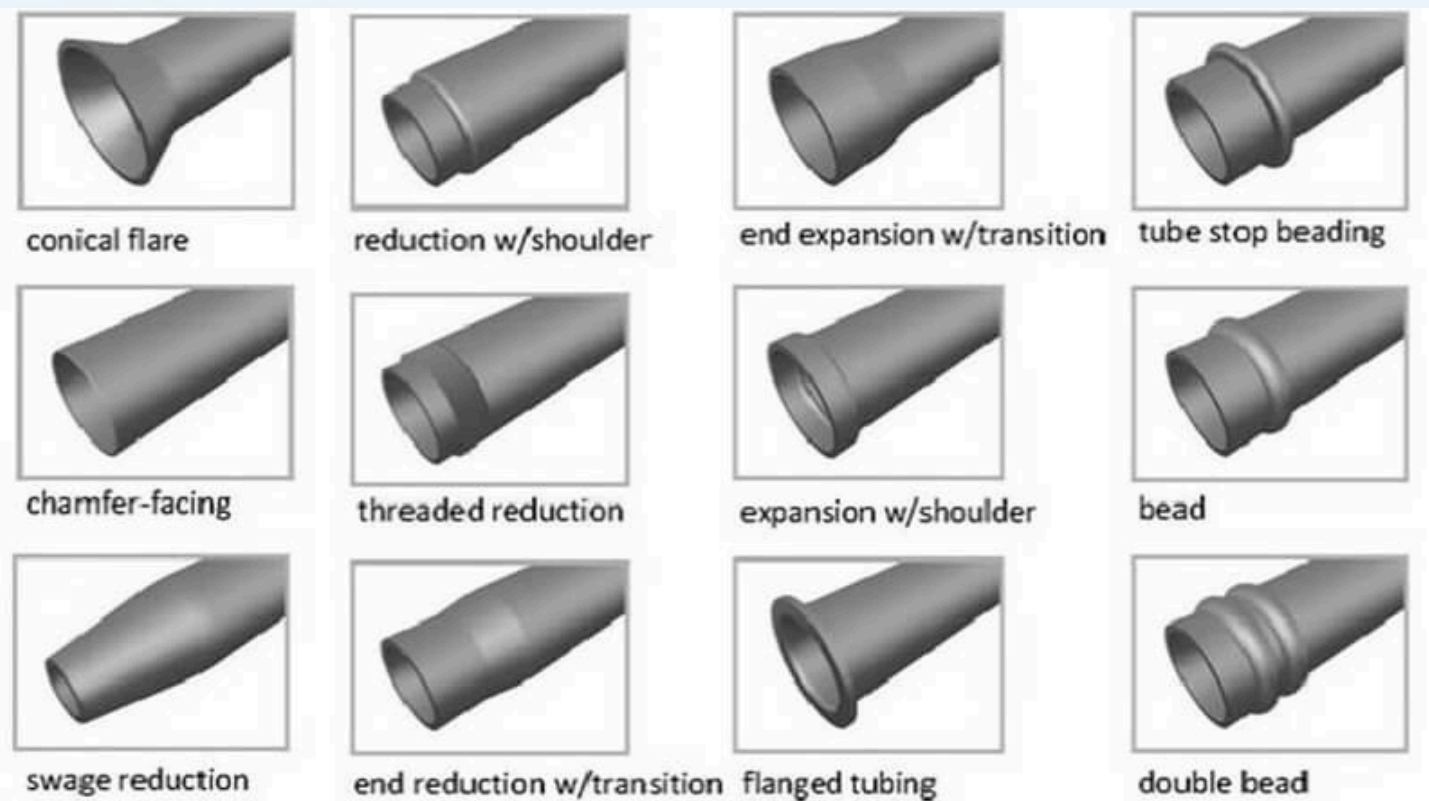 conical flare
reduction w/shoulder
end expansion w/transition
tube stop beading
chamfer-facing
threaded reduction
expansion w/shoulder
bead
swage reduction
end reduction w/transition
flanged tubing
double bead